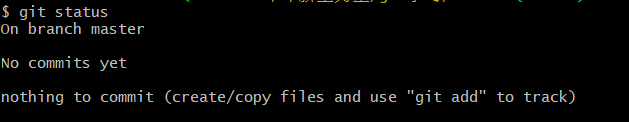 $ git status
On branch master
No commits yet
nothing to commit (create/copy files and use "git add" to track)